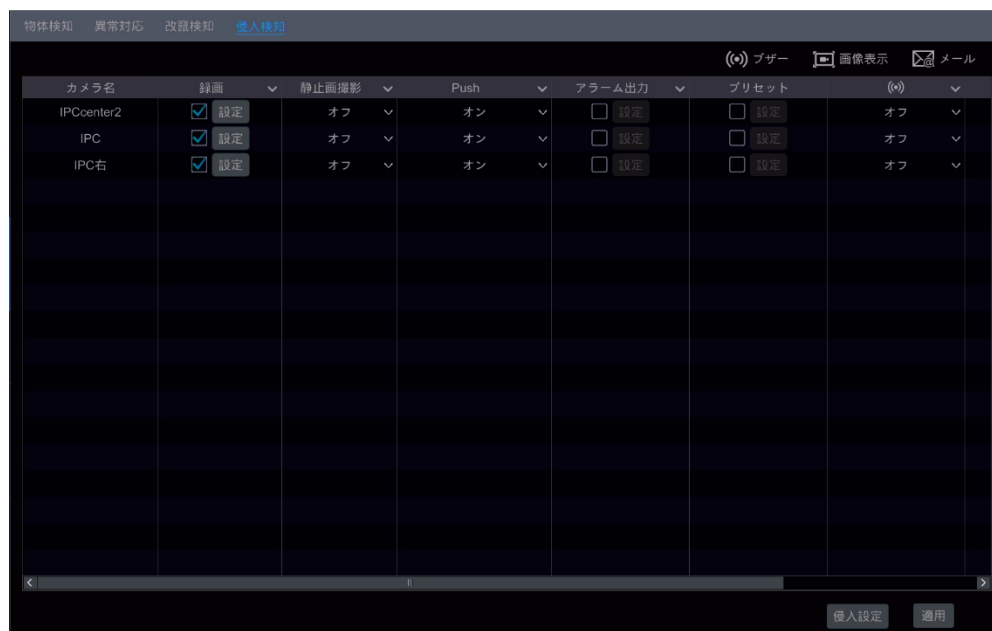 物体検知 異常対応 改竄検知 侵入検知
((•)) ブザー 画像表示 メール
カメラ名 録画 静止画撮影 Push アラーム出力 プリセット ((•))
IPCcenter2 設定 オフ オン 設定 設定 オフ
IPC 設定 オフ オン 設定 設定 オフ
IPC右 設定 オフ オン 設定 設定 オフ
侵入設定 適用